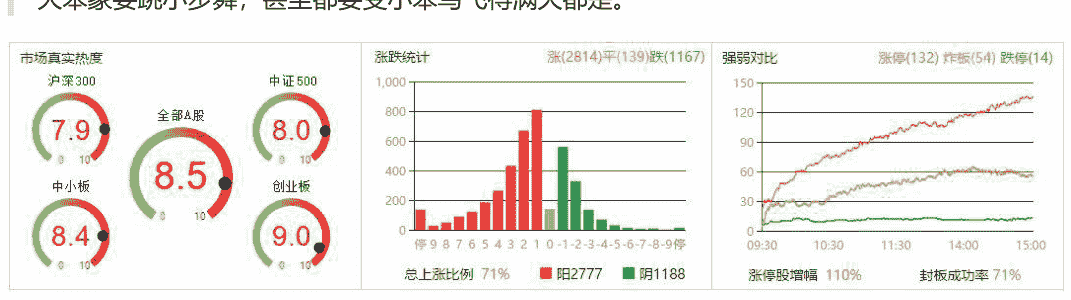 市场真实热度
沪深300
7.9
0 10
中证500
8.0
0 10
全部A股
8.5
0 10
中小板
8.4
0 10
创业板
9.0
0 10
涨跌统计 涨(2814)平(139)跌(1167)
1,000
800
600
400
200
0
停 9 8 7 6 5 4 3 2 1 0 -1 -2 -3 -4 -5 -6 -7 -8 -9 停
总上涨比例 71% 阳2777 阴1188
强弱对比 涨停(132) 炸板(54) 跌停(14)
150
120
90
60
30
0
09:30 10:30 11:30 14:00 15:00
涨停股增幅 110% 封板成功率 71%